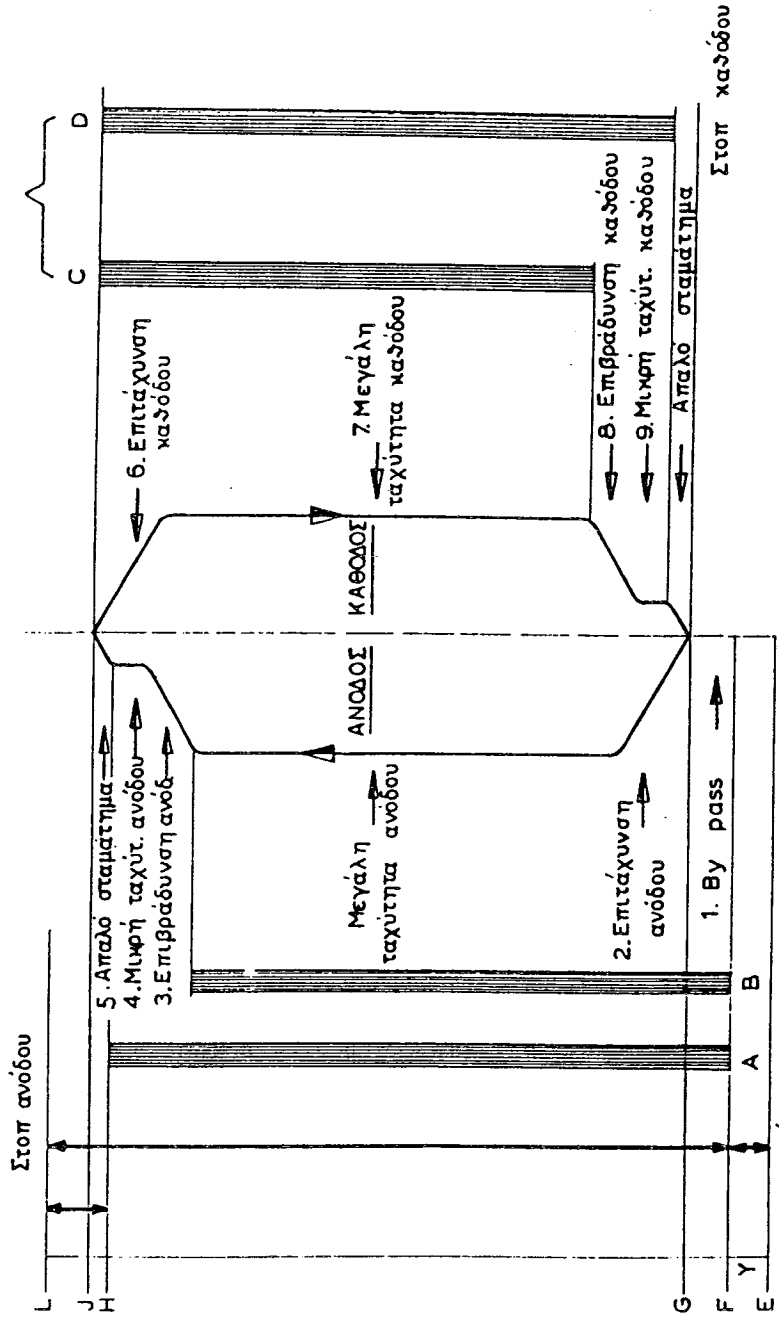 Στοπ ανόδου
L
J
H
5. Απαλό σταμάτημα
4. Μικρή ταχύτ. ανόδου
3. Επιβράδυνση ανόδ
6. Επιτάχυνση
καθόδου
C
D
Μεγάλη
ταχύτητα ανόδου
ΑΝΟΔΟΣ
ΚΑΘΟΔΟΣ
7. Μεγάλη
ταχύτητα καθόδου
2. Επιτάχυνση
ανόδου
8. Επιβράδυνση καθόδου
9. Μικρή ταχύτ. καθόδου
Απαλό σταμάτημα
G
F
Y
E
A
B
1. By pass
Στοπ καθόδου